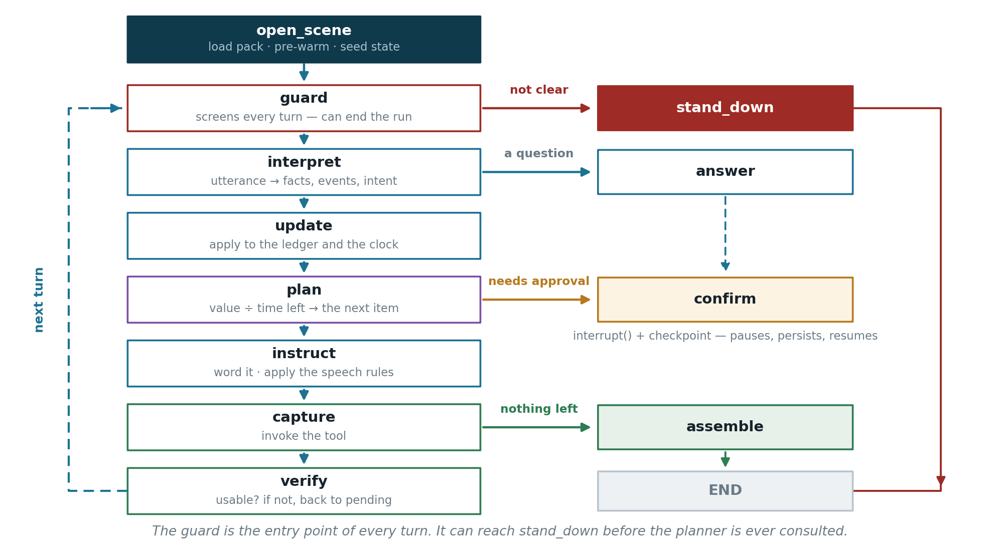 open_scene
load pack · pre-warm · seed state
guard
screens every turn — can end the run
not clear
stand_down
interpret
utterance → facts, events, intent
a question
answer
update
apply to the ledger and the clock
next turn
plan
value ÷ time left → the next item
needs approval
confirm
interrupt() + checkpoint — pauses, persists, resumes
instruct
word it · apply the speech rules
capture
invoke the tool
nothing left
assemble
verify
usable? if not, back to pending
END
The guard is the entry point of every turn. It can reach stand_down before the planner is ever consulted.